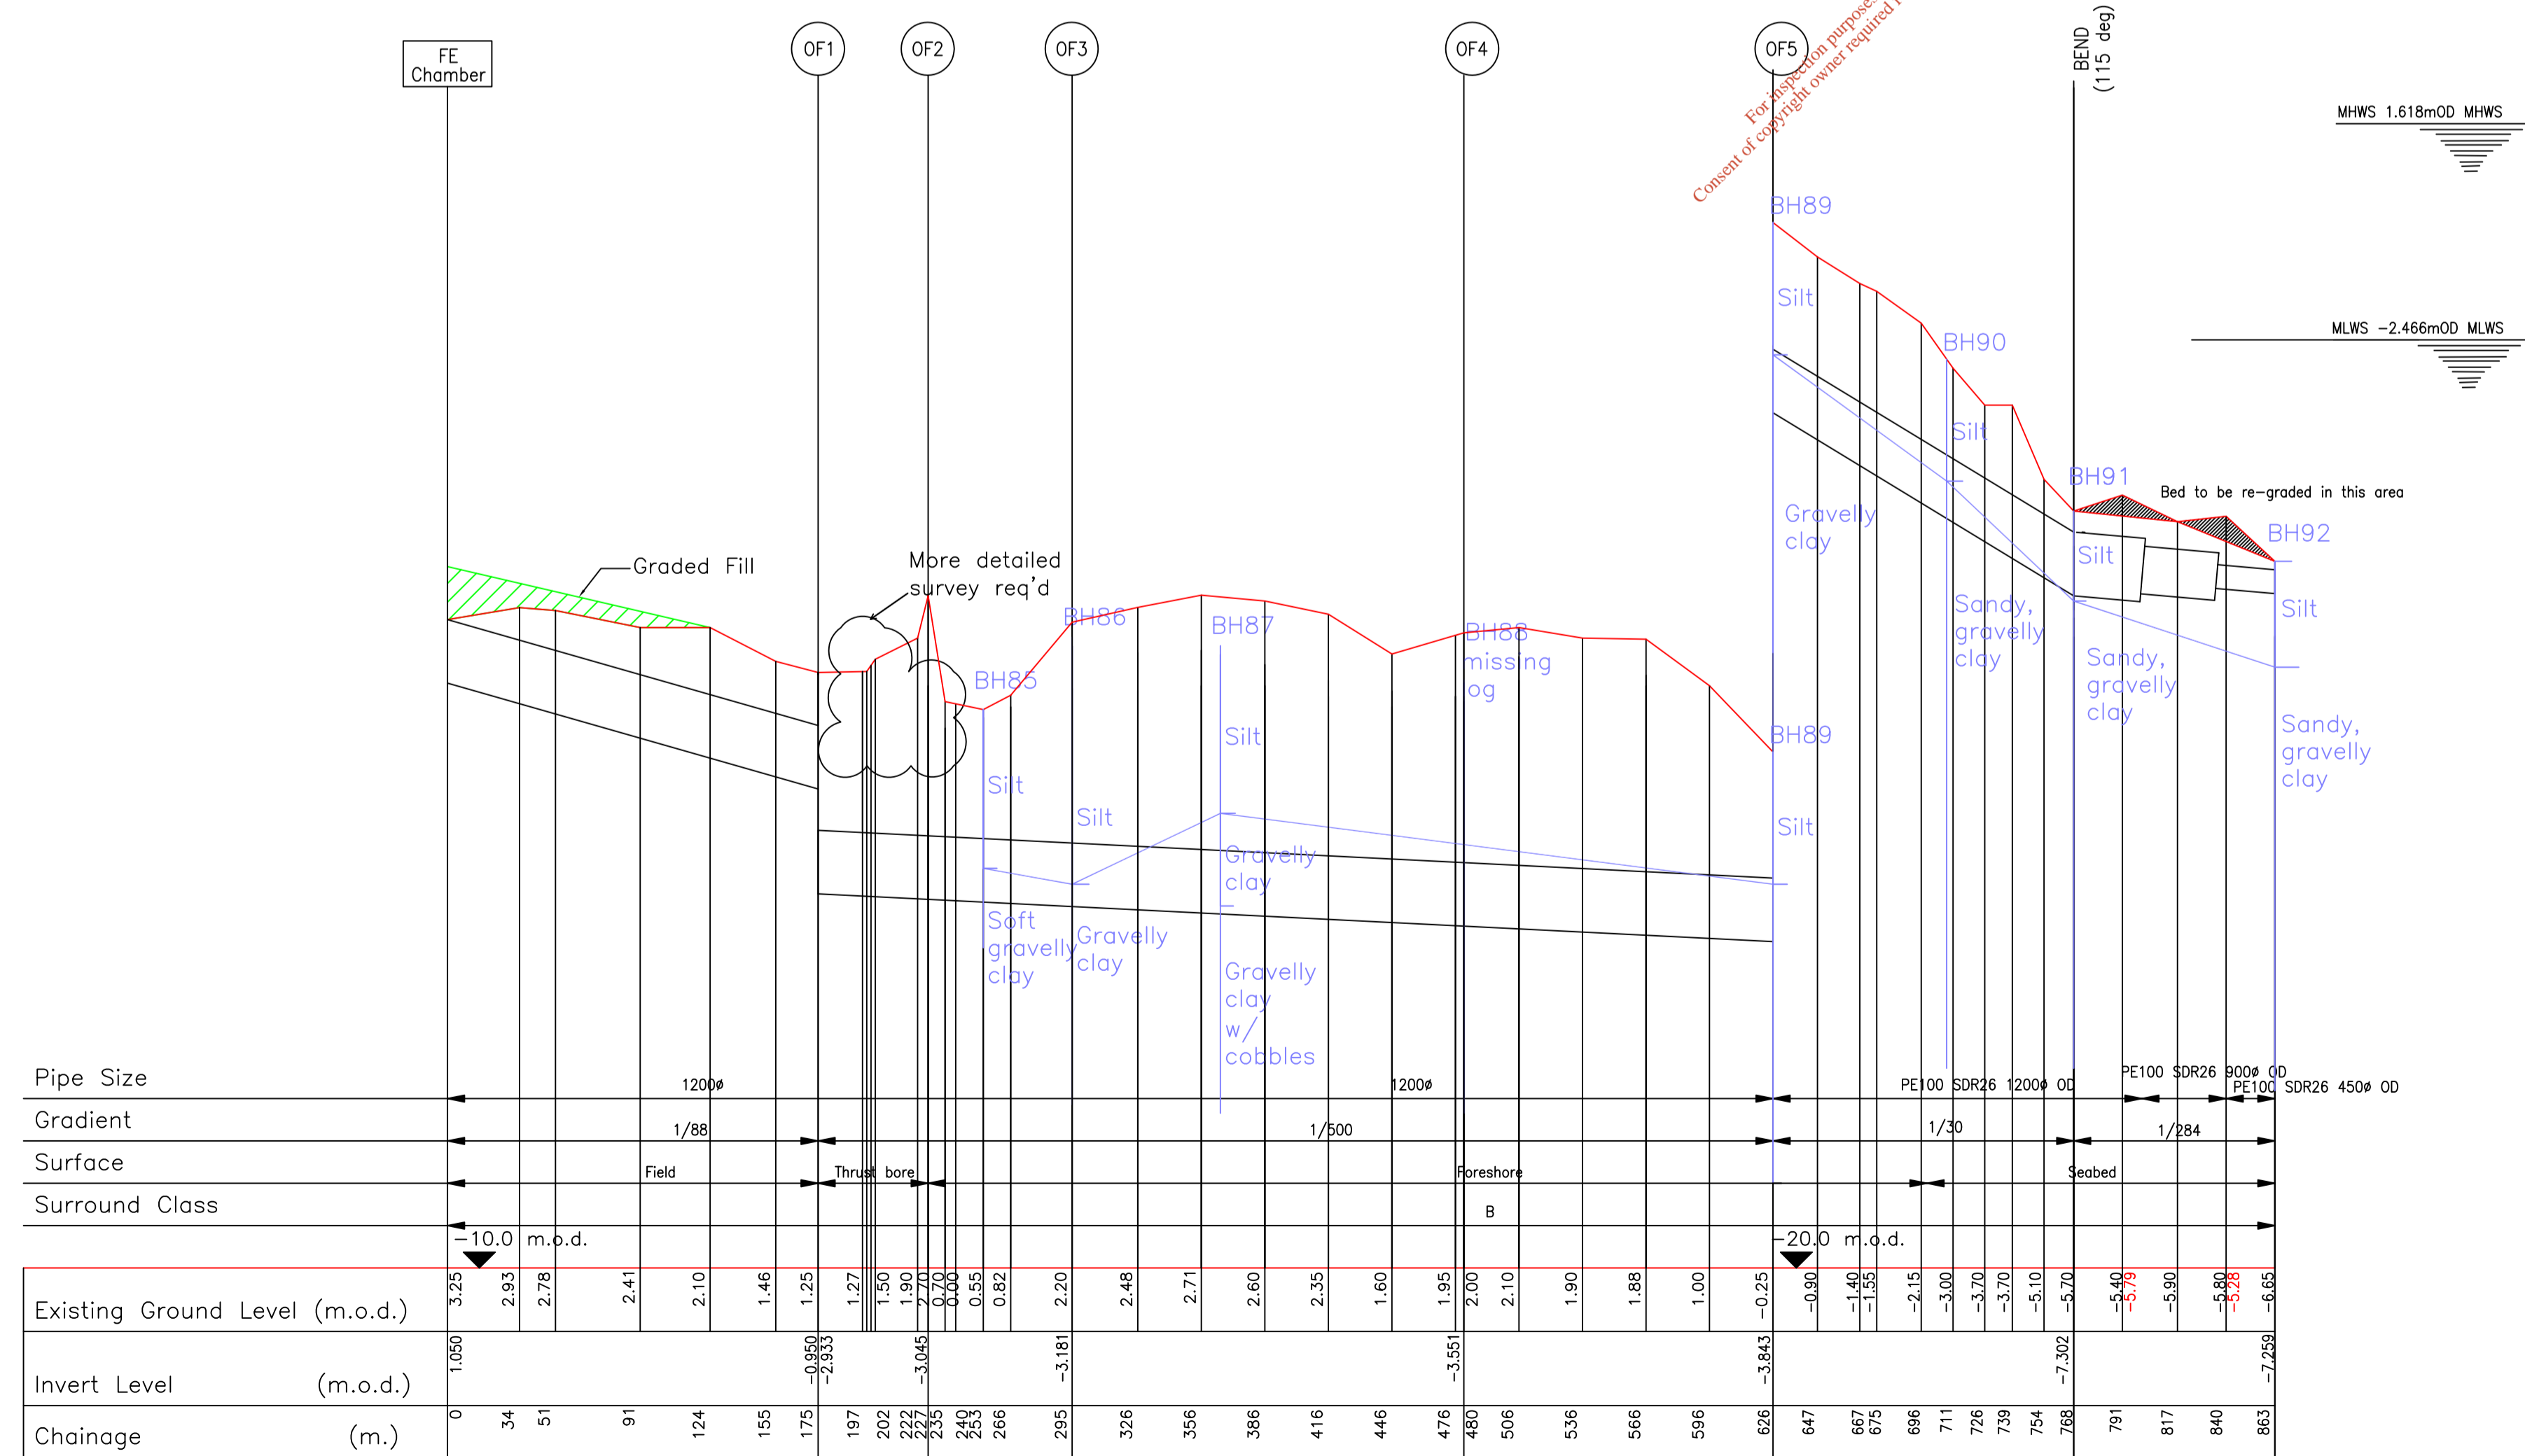 FE
Chamber
OF1
OF2
OF3
OF4
OF5
BEND
(115 deg)
For inspection purposes
Consent of copyright owner required
MHWS 1.618mOD MHWS
MLWS -2.466mOD MLWS
BH89
Silt
BH90
Silt
Gravelly
clay
BH91
Bed to be re-graded in this area
BH92
Silt
Silt
Sandy,
gravelly
clay
Sandy,
gravelly
clay
Sandy,
gravelly
clay
Graded Fill
More detailed
survey req'd
BH85
BH86
BH87
BH88
missing
og
BH89
Silt
Silt
Silt
Silt
Gravelly
clay
Soft
gravelly
clay
Gravelly
clay
Gravelly
clay
w/
cobbles
Pipe Size
1200ø
1200ø
PE100 SDR26 1200ø OD
PE100 SDR26 900ø OD
PE100 SDR26 450ø OD
Gradient
1/88
1/500
1/30
1/284
Surface
Field
Thrust bore
Foreshore
Seabed
Surround Class
B
-10.0 m.o.d.
-20.0 m.o.d.
Existing Ground Level (m.o.d.)
3.25 2.93 2.78 2.41 2.10 1.46 1.25 1.27 1.50 1.90 2.70 0.70 0.00 0.55 0.82 2.20 2.48 2.71 2.60 2.35 1.60 1.95 2.00 2.10 1.90 1.88 1.00 -0.25 -0.90 -1.40 -1.55 -2.15 -3.00 -3.70 -3.70 -5.10 -5.70 -5.40 -5.79 -5.90 -5.80 -5.28 -6.65
Invert Level (m.o.d.)
1.050 -0.950 -2.933 -3.045 -3.181 -3.551 -3.843 -7.302 -7.259
Chainage (m.)
0 34 51 91 124 155 175 197 202 222 227 235 240 253 266 295 326 356 386 416 446 476 480 506 536 566 596 626 647 667 675 696 711 726 739 754 768 791 817 840 863